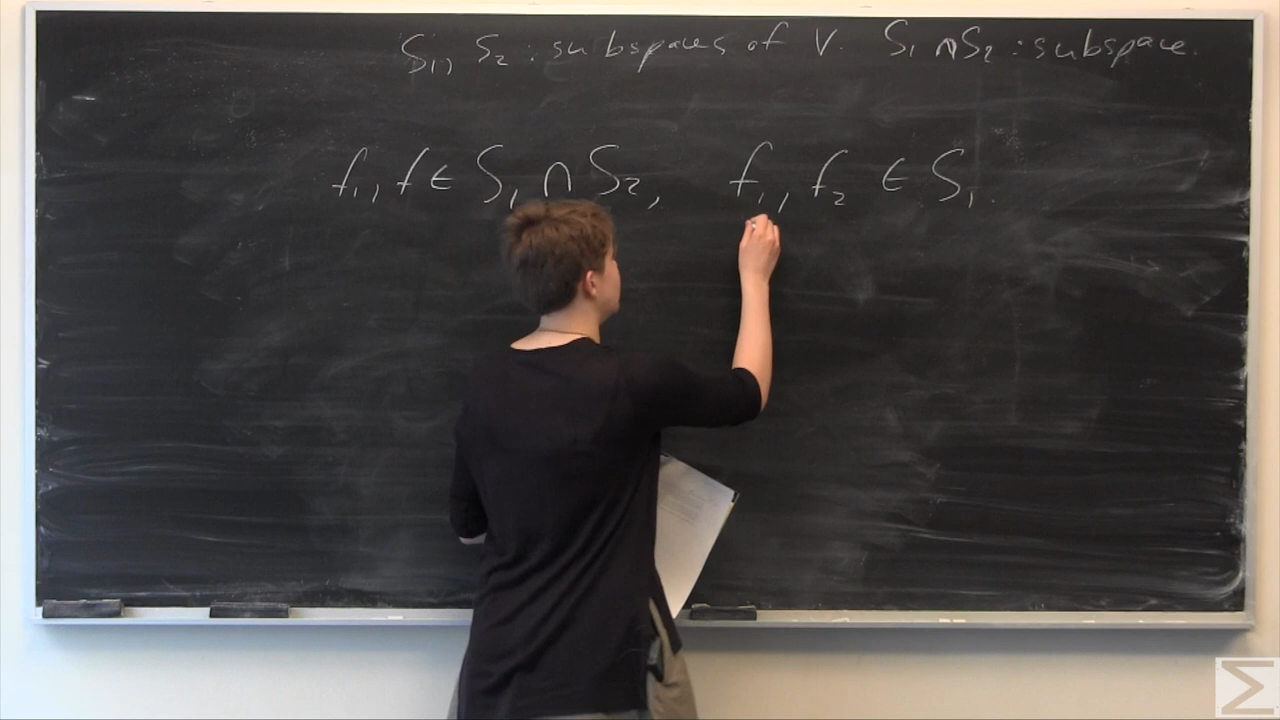 S₁, S₂ : subspaces of V. S₁ ∩ S₂ : subspace.
f₁, f ∈ S₁ ∩ S₂, f₁, f₂ ∈ S₁.
Σ